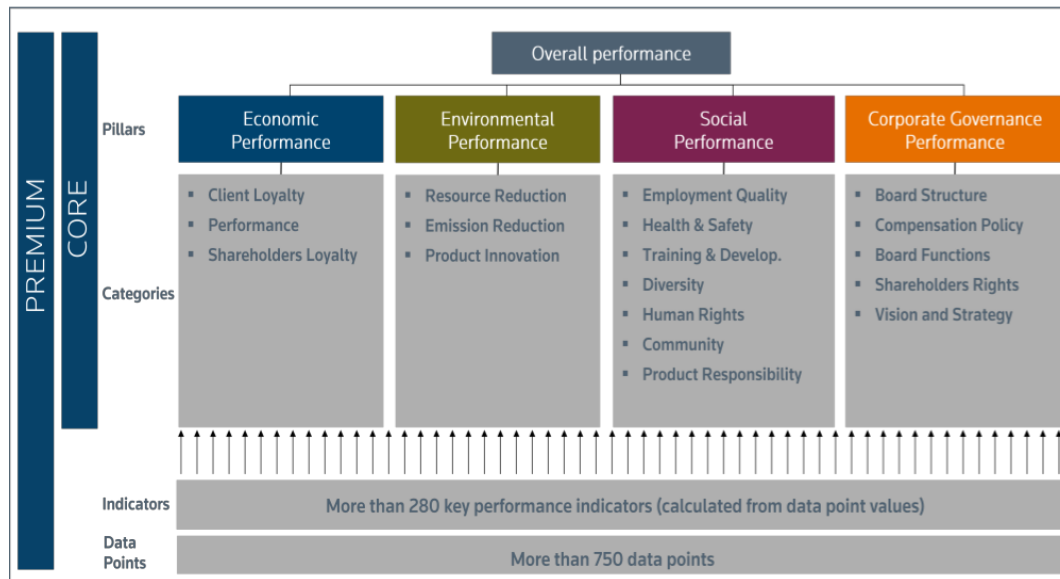 PREMIUM
CORE
Overall performance
Pillars
Economic
Performance
Environmental
Performance
Social
Performance
Corporate Governance
Performance
Categories
▪ Client Loyalty
▪ Performance
▪ Shareholders Loyalty
▪ Resource Reduction
▪ Emission Reduction
▪ Product Innovation
▪ Employment Quality
▪ Health & Safety
▪ Training & Develop.
▪ Diversity
▪ Human Rights
▪ Community
▪ Product Responsibility
▪ Board Structure
▪ Compensation Policy
▪ Board Functions
▪ Shareholders Rights
▪ Vision and Strategy
Indicators
More than 280 key performance indicators (calculated from data point values)
Data
Points
More than 750 data points